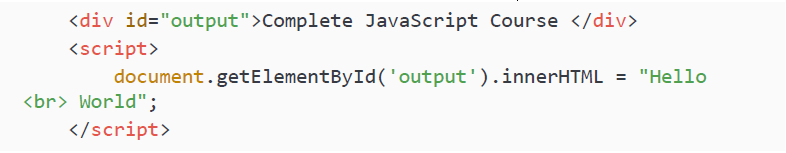 <div id="output">Complete JavaScript Course </div>
<script>
document.getElementById('output').innerHTML = "Hello
<br> World";
</script>